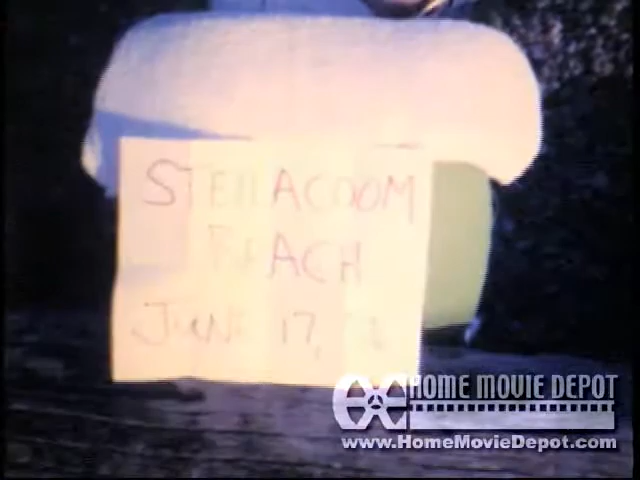 STEILACOOM
BEACH
JUNE 17,
HOME MOVIE DEPOT
www.HomeMovieDepot.com